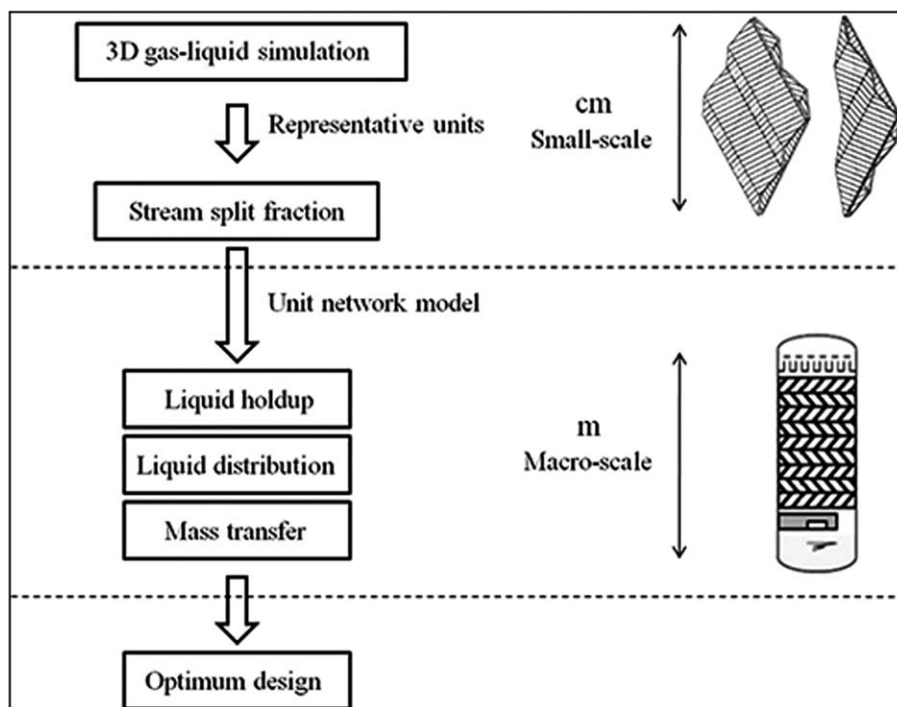 3D gas-liquid simulation
Representative units
Stream split fraction
cm
Small-scale
Unit network model
Liquid holdup
Liquid distribution
Mass transfer
m
Macro-scale
Optimum design